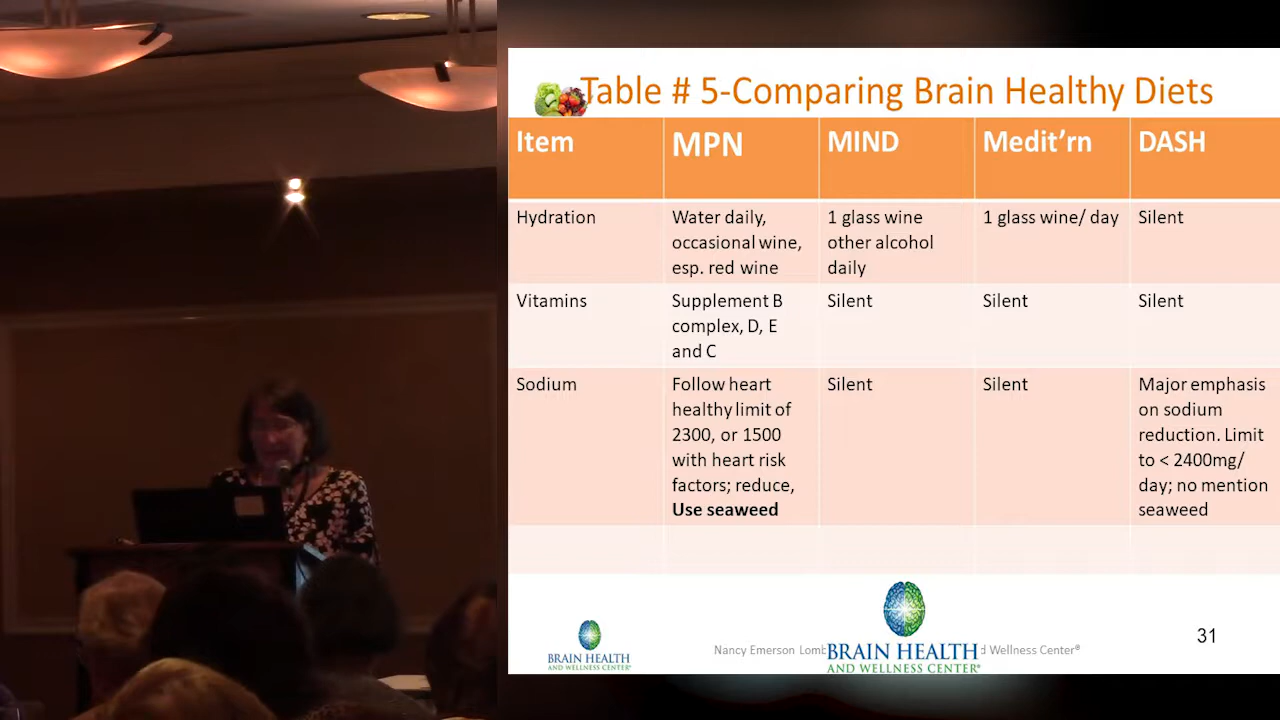 Table # 5-Comparing Brain Healthy Diets
Item
MPN
MIND
Medit'rn
DASH
Hydration
Water daily,
occasional wine,
esp. red wine
1 glass wine
other alcohol
daily
1 glass wine/ day
Silent
Vitamins
Supplement B
complex, D, E
and C
Silent
Silent
Silent
Sodium
Follow heart
healthy limit of
2300, or 1500
with heart risk
factors; reduce,
Use seaweed
Silent
Silent
Major emphasis
on sodium
reduction. Limit
to < 2400mg/
day; no mention
seaweed
BRAIN HEALTH
AND WELLNESS CENTER®
Nancy Emerson
d Wellness Center®
BRAIN HEALTH
AND WELLNESS CENTER®
31